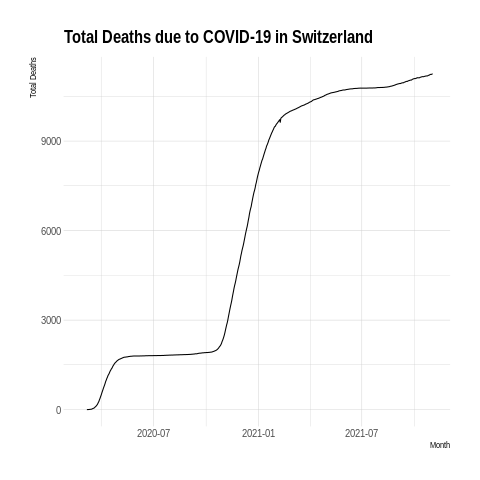 Total Deaths due to COVID-19 in Switzerland
Total Deaths
9000
6000
3000
0
2020-07
2021-01
2021-07
Month